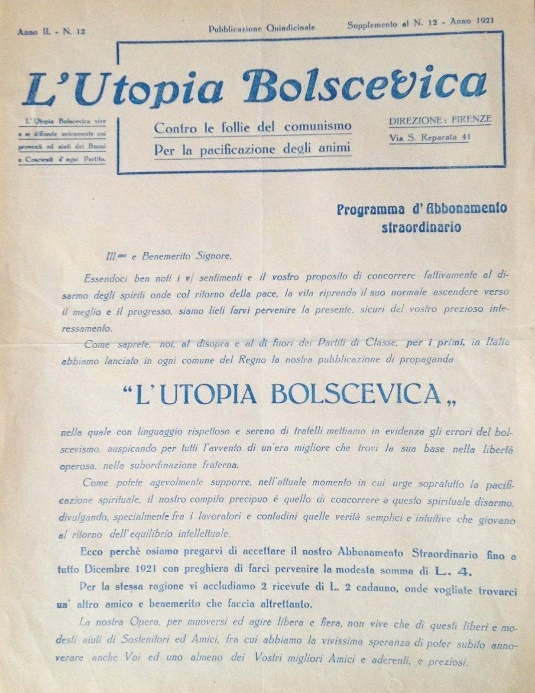 Anno II. - N. 12
Pubblicazione Quindicinale
Supplemento al N. 12 - Anno 1921
L'Utopia Bolscevica
L'Utopia Bolscevica vive
e si diffonde unicamente coi
proventi ed aiuti dei Buoni
e Coscienti d'ogni Partito.
Contro le follie del comunismo
Per la pacificazione degli animi
DIREZIONE: FIRENZE
Via S. Reparata 41
Programma d'Abbonamento
straordinario
Ill.mo e Benemerito Signore,
Essendoci ben noti i v/ sentimenti e il vostro proposito di concorrere fattivamente al di-
sarmo degli spiriti onde col ritorno della pace, la vita riprenda il suo normale ascendere verso
il meglio e il progresso, siamo lieti farvi pervenire la presente, sicuri del vostro prezioso inte-
ressamento.
Come saprete, noi, al disopra e al di fuori dei Partiti di Classe, per i primi, in Italia
abbiamo lanciato in ogni comune del Regno la nostra pubblicazione di propaganda
“L'UTOPIA BOLSCEVICA„
nella quale con linguaggio rispettoso e sereno di fratelli mettiamo in evidenza gli errori del bol-
scevismo, auspicando per tutti l'avvento di un'era migliore che trovi la sua base nella libertà
operosa, nella subordinazione fraterna.
Come potete agevolmente supporre, nell'attuale momento in cui urge sopratutto la pacifi-
cazione spirituale, il nostro compito precipuo é quello di concorrere a questo spirituale disarmo,
divulgando, specialmente fra i lavoratori e contadini quelle verità semplici e intuitive che giovano
al ritorno dell'equilibrio intellettuale.
Ecco perchè osiamo pregarvi di accettare il nostro Abbonamento Straordinario fino a
tutto Dicembre 1921 con preghiera di farci pervenire la modesta somma di L. 4.
Per la stessa ragione vi accludiamo 2 ricevute di L. 2 cadauno, onde vogliate trovarci
un' altro amico e benemerito che faccia altrettanto.
La nostra Opera, per muoversi ed agire libera e fiera, non vive che di questi liberi e mo-
desti aiuti di Sostenitori ed Amici, fra cui abbiamo la vivissima speranza di poter subito anno-
verare anche Voi ed uno almeno dei Vostri migliori Amici e aderenti, e preziosi.